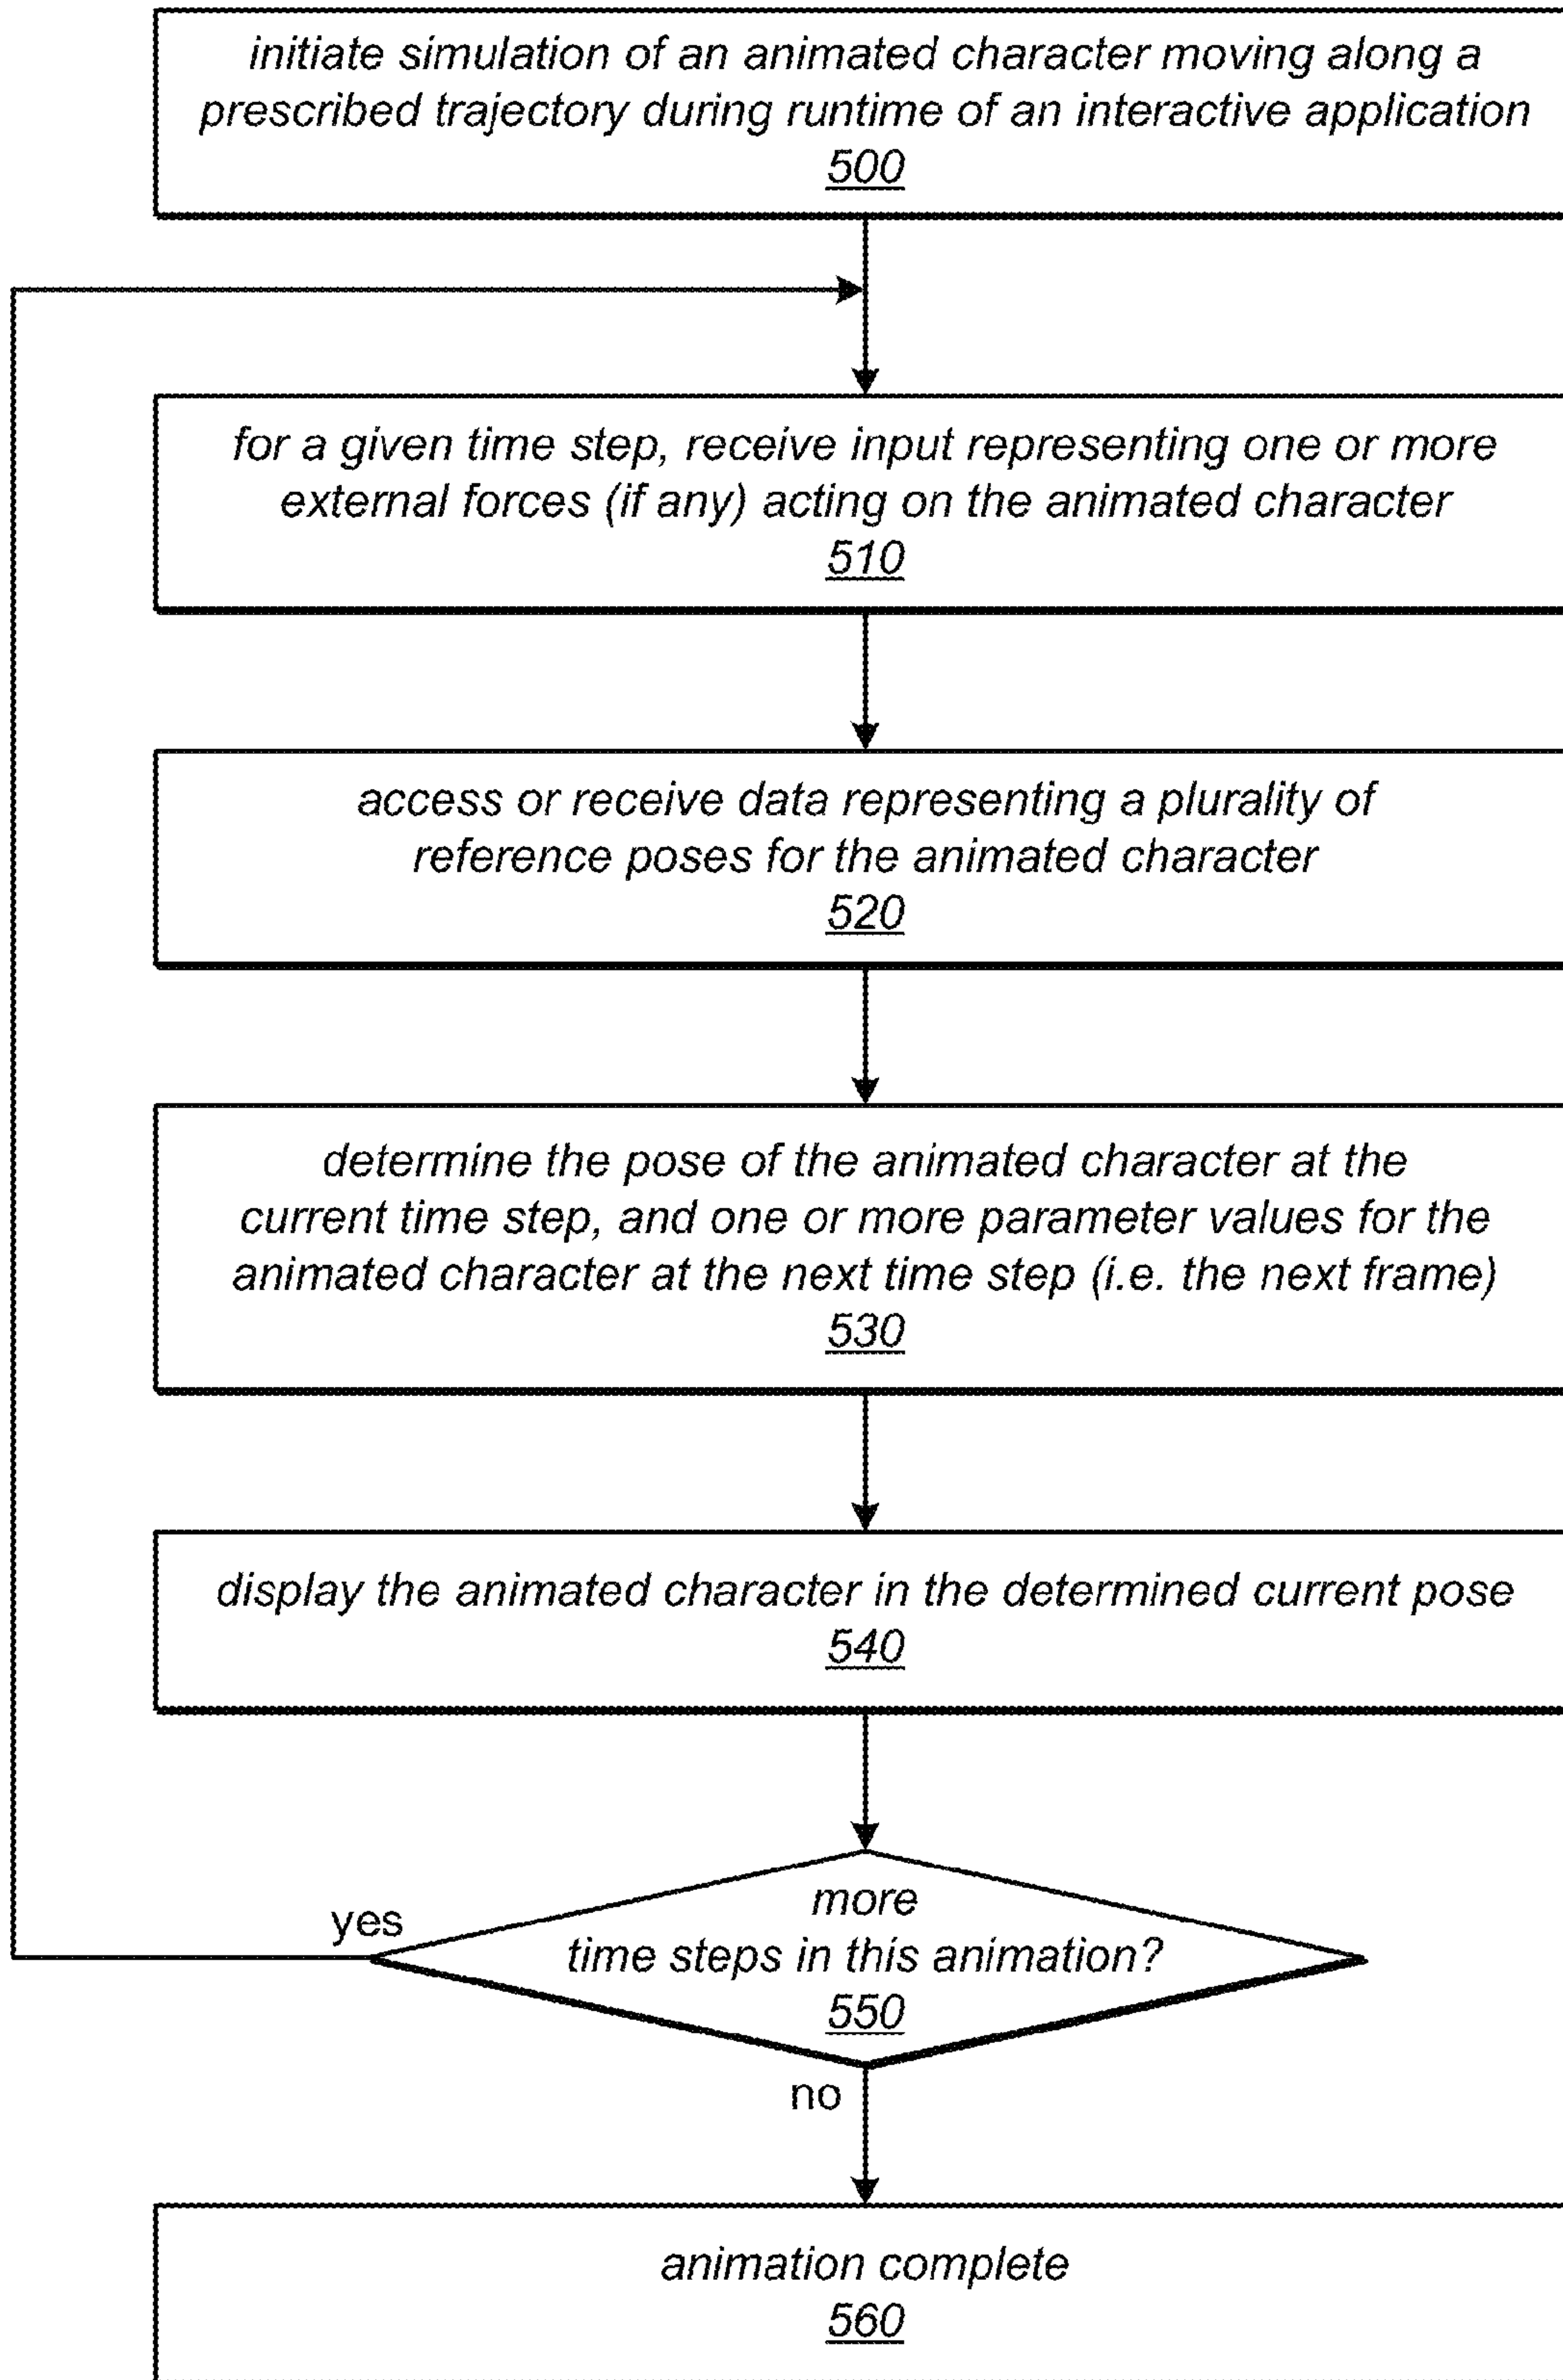 initiate simulation of an animated character moving along a
prescribed trajectory during runtime of an interactive application
500
for a given time step, receive input representing one or more
external forces (if any) acting on the animated character
510
access or receive data representing a plurality of
reference poses for the animated character
520
determine the pose of the animated character at the
current time step, and one or more parameter values for the
animated character at the next time step (i.e. the next frame)
530
display the animated character in the determined current pose
540
more
yes
time steps in this animation?
550
no
animation complete
560